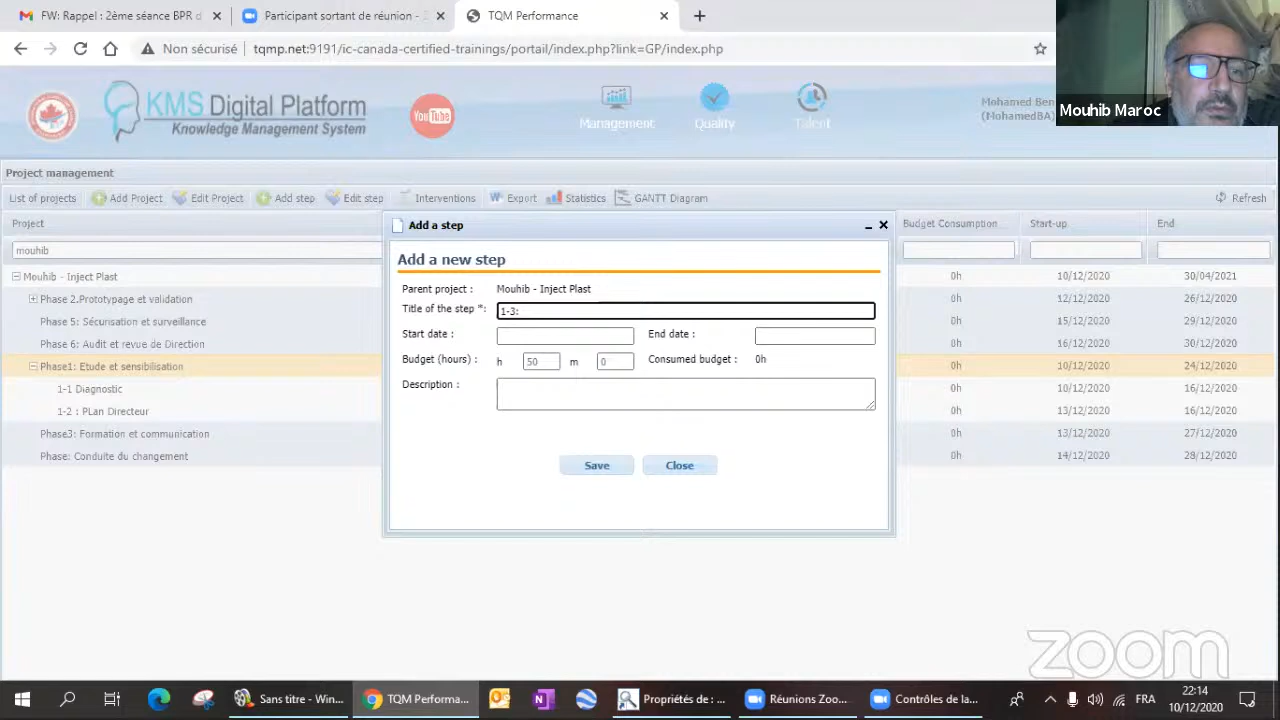 FW: Rappel : 2ème séance BPR d
Participant sortant de réunion - 2
TQM Performance
Non sécurisé
tqmp.net:9191/ic-canada-certified-trainings/portail/index.php?link=GP/index.php
Mouhib Maroc
KMS Digital Platform
Knowledge Management System
YouTube
Management
Quality
Talent
Mohamed Ben
(MohamedBA)
Project management
List of projects
Add Project
Edit Project
Add step
Edit step
Interventions
Export
Statistics
GANTT Diagram
Refresh
Project
Budget Consumption
Start-up
End
mouhib
Mouhib - Inject Plast 0h 10/12/2020 30/04/2021
Phase 2.Prototypage et validation 0h 12/12/2020 26/12/2020
Phase 5: Sécurisation et surveillance 0h 15/12/2020 29/12/2020
Phase 6: Audit et revue de Direction 0h 16/12/2020 30/12/2020
Phase1: Etude et sensibilisation 0h 10/12/2020 24/12/2020
1-1 Diagnostic 0h 10/12/2020 16/12/2020
1-2 : PLan Directeur 0h 13/12/2020 16/12/2020
Phase3: Formation et communication 0h 13/12/2020 27/12/2020
Phase: Conduite du changement 0h 14/12/2020 28/12/2020
Add a step
Add a new step
Parent project : Mouhib - Inject Plast
Title of the step *: 1-3:
Start date : End date :
Budget (hours) : h 50 m 0 Consumed budget : 0h
Description :
Save
Close
zoom
Sans titre - Win...
TQM Performa...
Propriétés de : ...
Réunions Zoo...
Contrôles de la...
FRA
22:14
10/12/2020